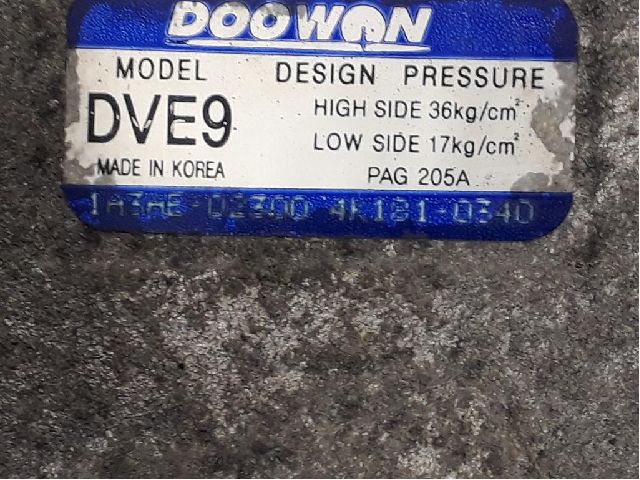 DOOWON
MODEL
DVE9
MADE IN KOREA
DESIGN PRESSURE
HIGH SIDE 36kg/cm²
LOW SIDE 17kg/cm²
PAG 205A